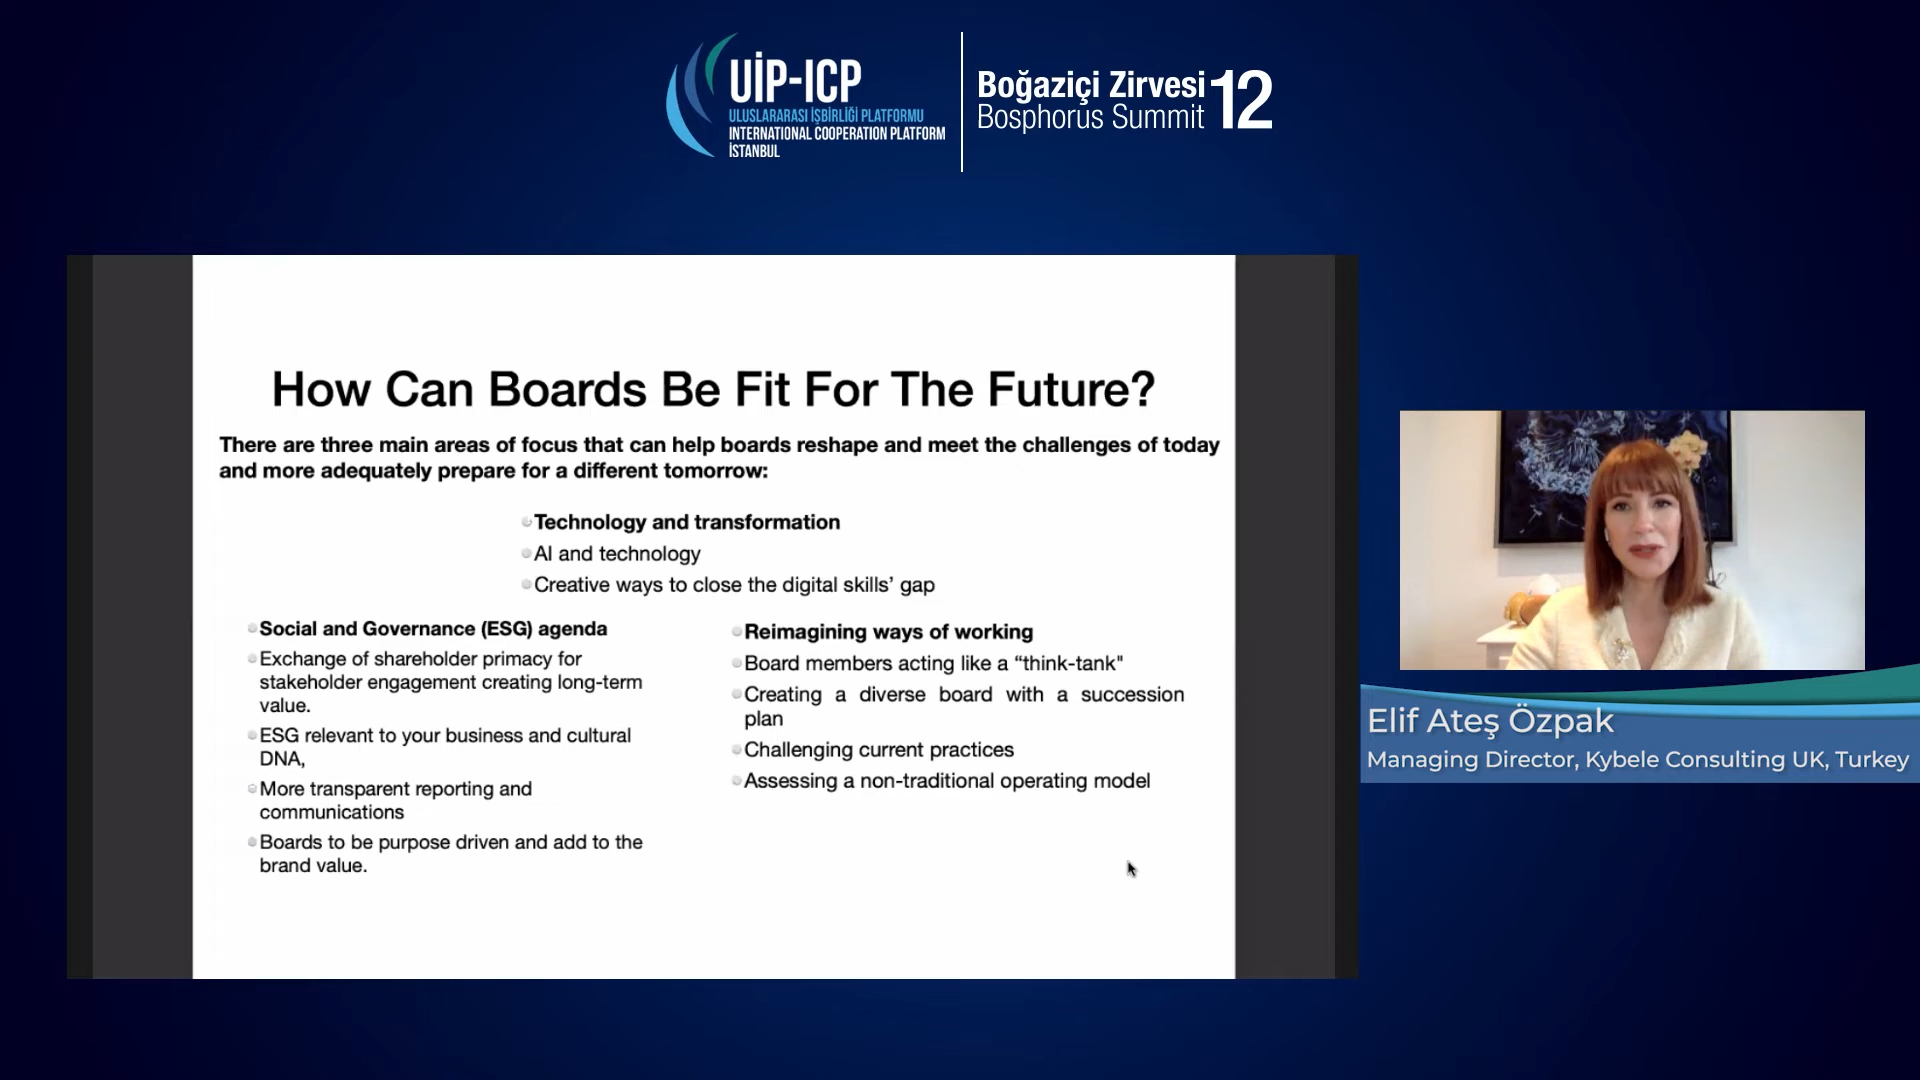 UİP-ICP
ULUSLARARASI İŞBİRLİĞİ PLATFORMU
INTERNATIONAL COOPERATION PLATFORM
İSTANBUL
Boğaziçi Zirvesi
Bosphorus Summit
12
How Can Boards Be Fit For The Future?
There are three main areas of focus that can help boards reshape and meet the challenges of today
and more adequately prepare for a different tomorrow:
Technology and transformation
AI and technology
Creative ways to close the digital skills’ gap
Social and Governance (ESG) agenda
Exchange of shareholder primacy for
stakeholder engagement creating long-term
value.
ESG relevant to your business and cultural
DNA,
More transparent reporting and
communications
Boards to be purpose driven and add to the
brand value.
Reimagining ways of working
Board members acting like a “think-tank"
Creating a diverse board with a succession
plan
Challenging current practices
Assessing a non-traditional operating model
Elif Ateş Özpak
Managing Director, Kybele Consulting UK, Turkey